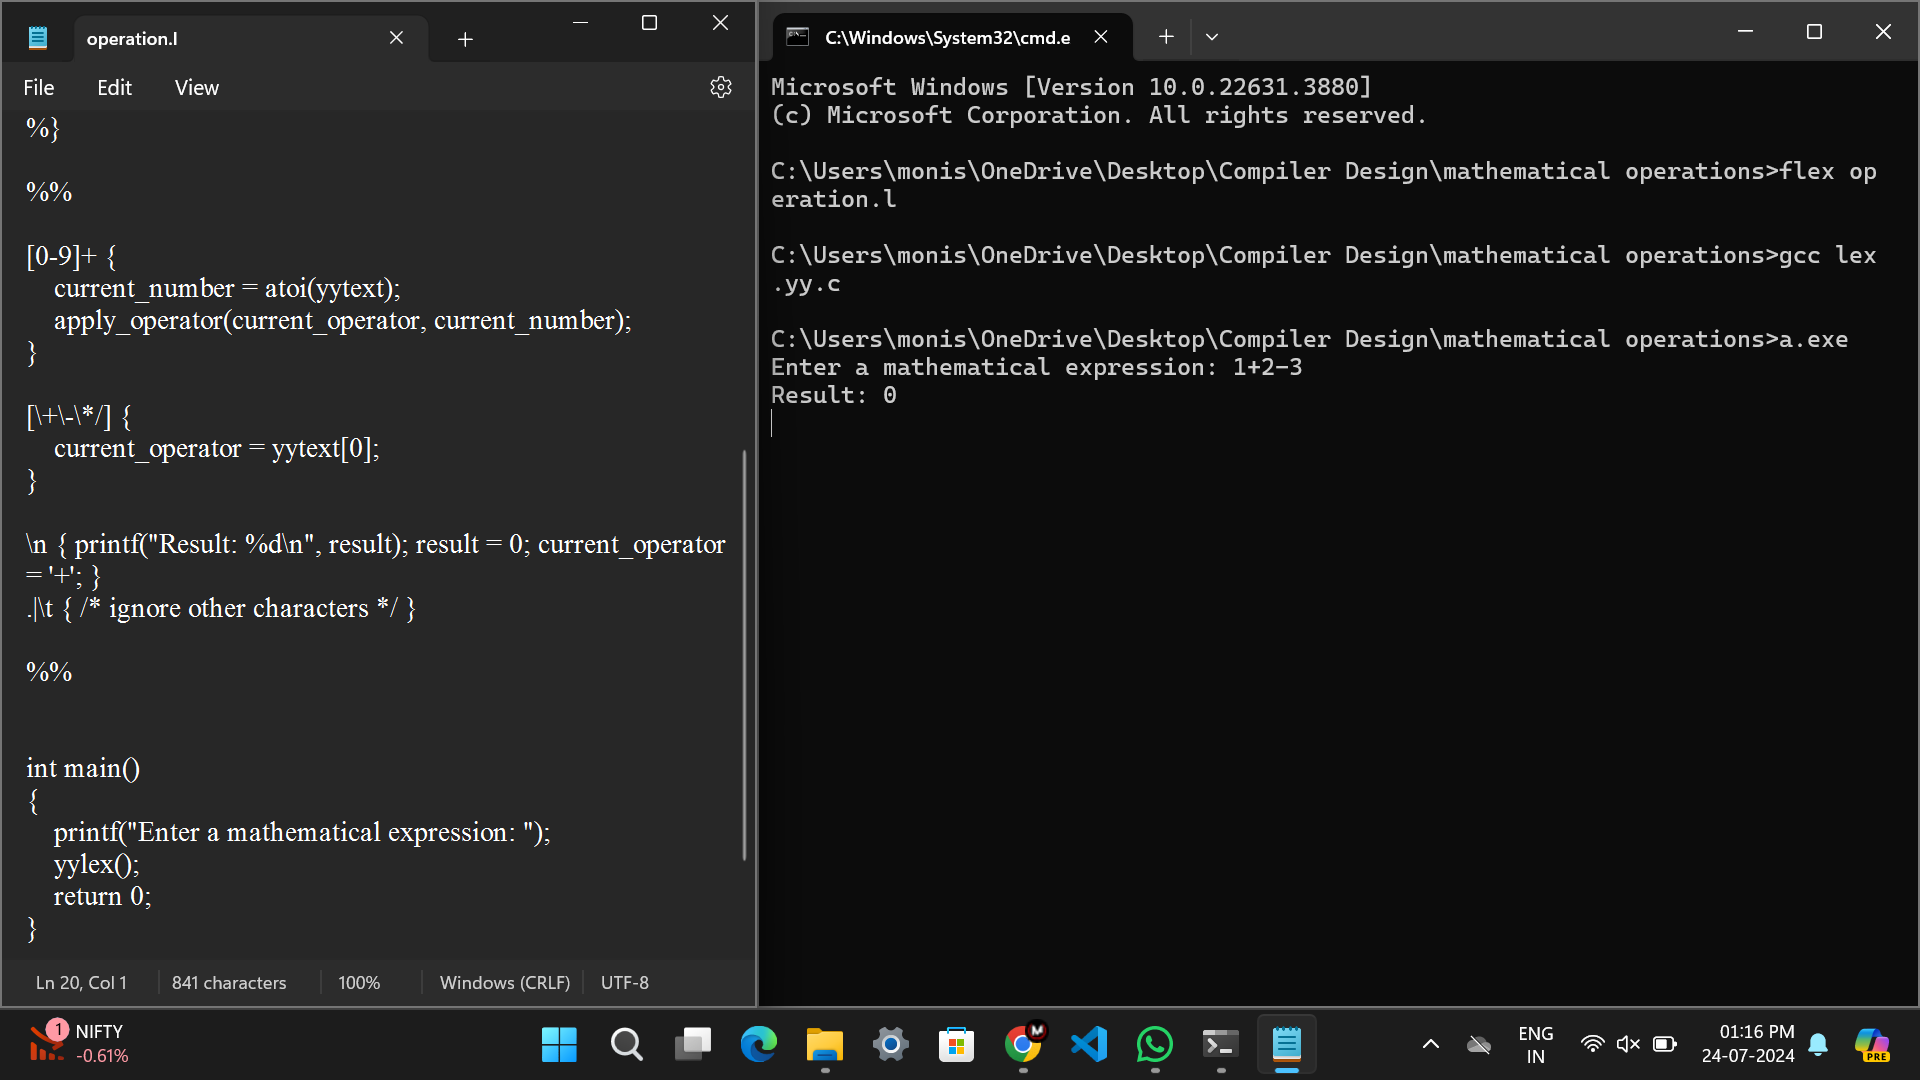 operation.l
File Edit View
%}
%%
[0-9]+ {
current_number = atoi(yytext);
apply_operator(current_operator, current_number);
}
[\+\-\*/] {
current_operator = yytext[0];
}
\n { printf("Result: %d\n", result); result = 0; current_operator
= '+'; }
.|\t { /* ignore other characters */ }
%%
int main()
{
printf("Enter a mathematical expression: ");
yylex();
return 0;
}
Ln 20, Col 1 841 characters 100% Windows (CRLF) UTF-8
C:\Windows\System32\cmd.e
Microsoft Windows [Version 10.0.22631.3880]
(c) Microsoft Corporation. All rights reserved.
C:\Users\monis\OneDrive\Desktop\Compiler Design\mathematical operations>flex op
eration.l
C:\Users\monis\OneDrive\Desktop\Compiler Design\mathematical operations>gcc lex
.yy.c
C:\Users\monis\OneDrive\Desktop\Compiler Design\mathematical operations>a.exe
Enter a mathematical expression: 1+2-3
Result: 0
1 NIFTY
-0.61%
M
ENG
IN
01:16 PM
24-07-2024
PRE